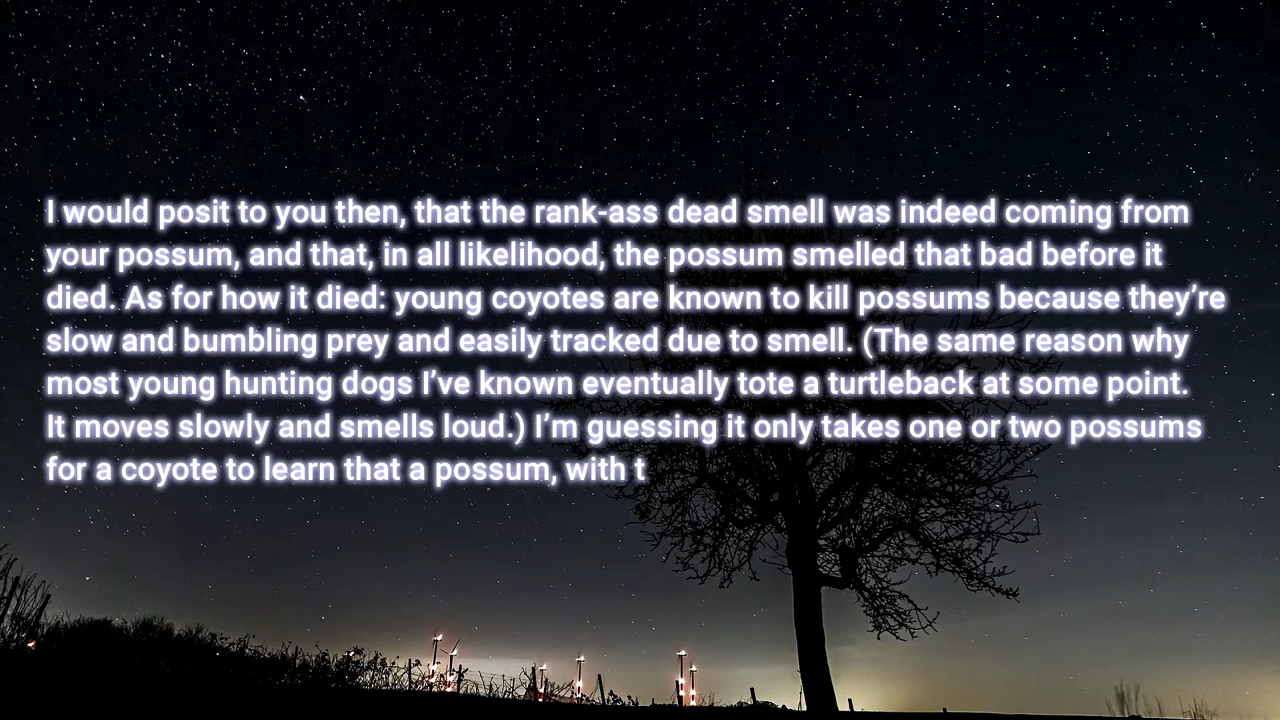 I would posit to you then, that the rank-ass dead smell was indeed coming from
your possum, and that, in all likelihood, the possum smelled that bad before it
died. As for how it died: young coyotes are known to kill possums because they’re
slow and bumbling prey and easily tracked due to smell. (The same reason why
most young hunting dogs I’ve known eventually tote a turtleback at some point.
It moves slowly and smells loud.) I’m guessing it only takes one or two possums
for a coyote to learn that a possum, with t